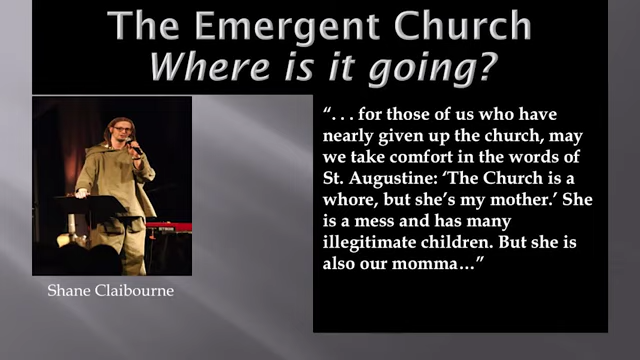 The Emergent Church
Where is it going?
“. . . for those of us who have
nearly given up the church, may
we take comfort in the words of
St. Augustine: ‘The Church is a
whore, but she’s my mother.’ She
is a mess and has many
illegitimate children. But she is
also our momma…”
Shane Claibourne